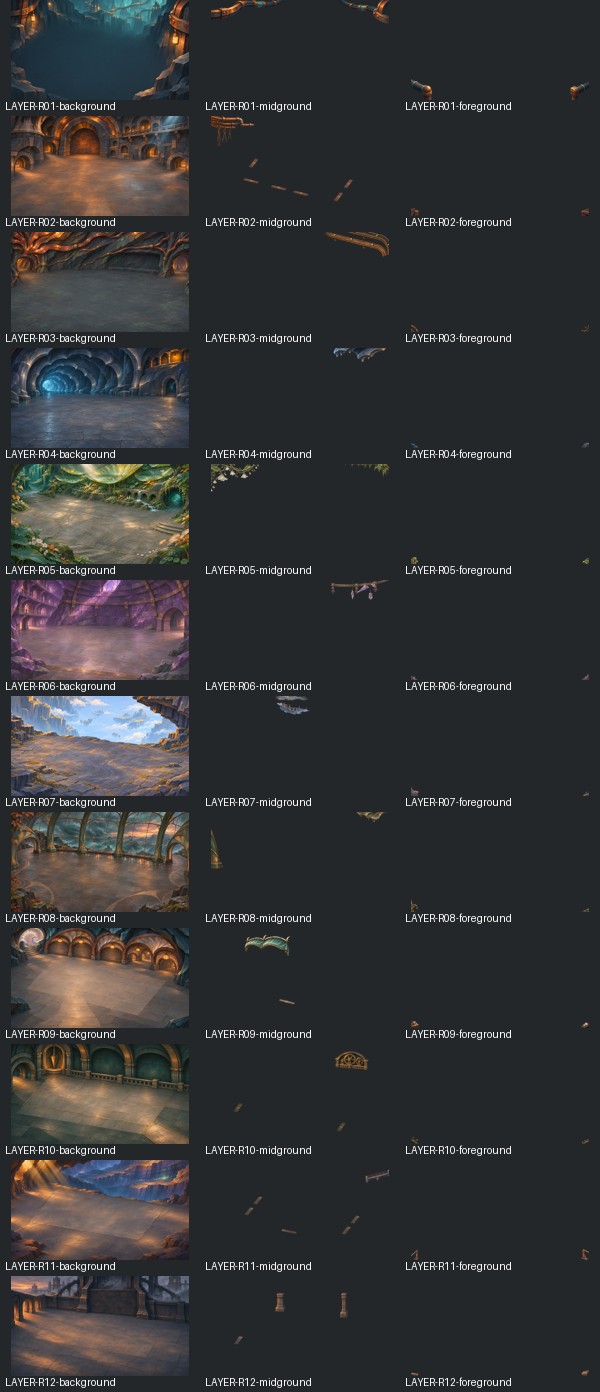 LAYER-R01-background LAYER-R01-midground LAYER-R01-foreground
LAYER-R02-background LAYER-R02-midground LAYER-R02-foreground
LAYER-R03-background LAYER-R03-midground LAYER-R03-foreground
LAYER-R04-background LAYER-R04-midground LAYER-R04-foreground
LAYER-R05-background LAYER-R05-midground LAYER-R05-foreground
LAYER-R06-background LAYER-R06-midground LAYER-R06-foreground
LAYER-R07-background LAYER-R07-midground LAYER-R07-foreground
LAYER-R08-background LAYER-R08-midground LAYER-R08-foreground
LAYER-R09-background LAYER-R09-midground LAYER-R09-foreground
LAYER-R10-background LAYER-R10-midground LAYER-R10-foreground
LAYER-R11-background LAYER-R11-midground LAYER-R11-foreground
LAYER-R12-background LAYER-R12-midground LAYER-R12-foreground